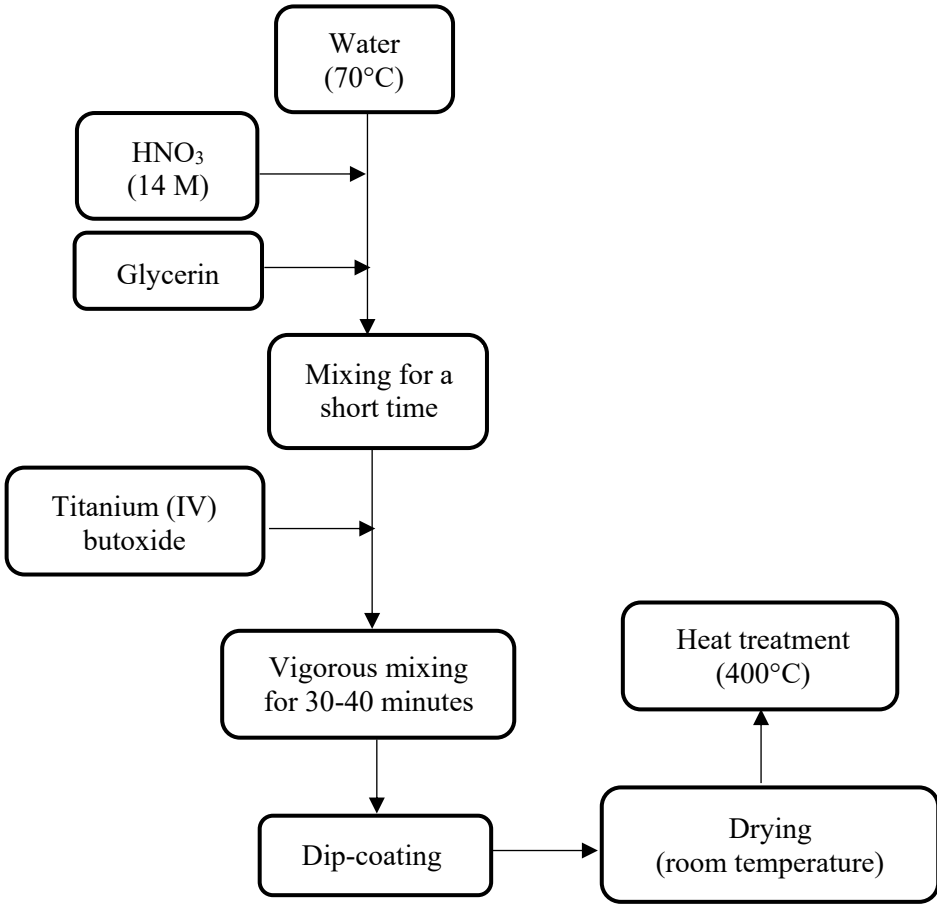 Water
(70°C)
HNO₃
(14 M)
Glycerin
Mixing for a
short time
Titanium (IV)
butoxide
Vigorous mixing
for 30-40 minutes
Dip-coating
Drying
(room temperature)
Heat treatment
(400°C)